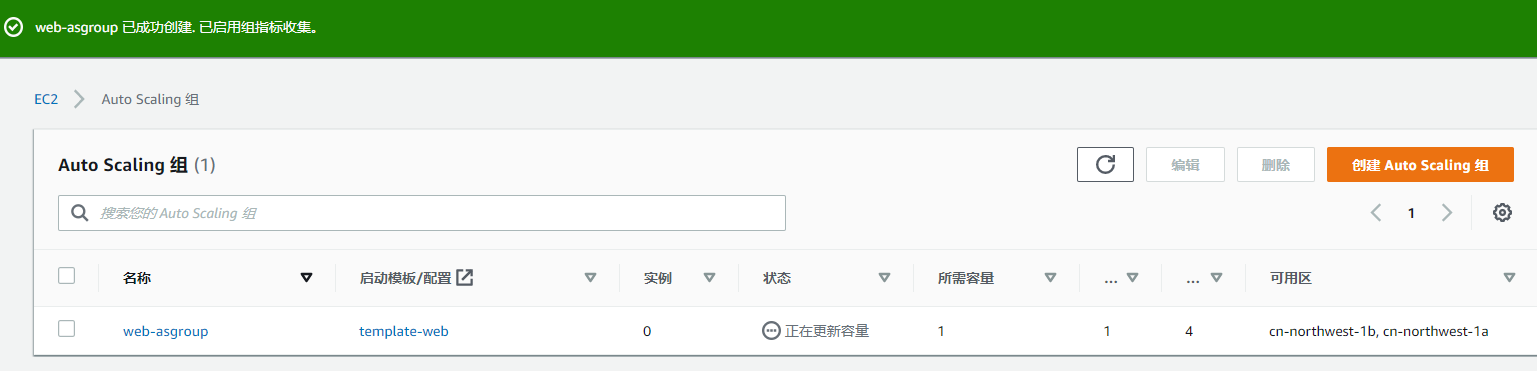 web-asgroup 已成功创建. 已启用组指标收集。
EC2 Auto Scaling 组
Auto Scaling 组 (1)
编辑 删除 创建 Auto Scaling 组
搜索您的 Auto Scaling 组
1
名称 启动模板/配置 实例 状态 所需容量 ... ... 可用区
web-asgroup template-web 0 正在更新容量 1 1 4 cn-northwest-1b, cn-northwest-1a